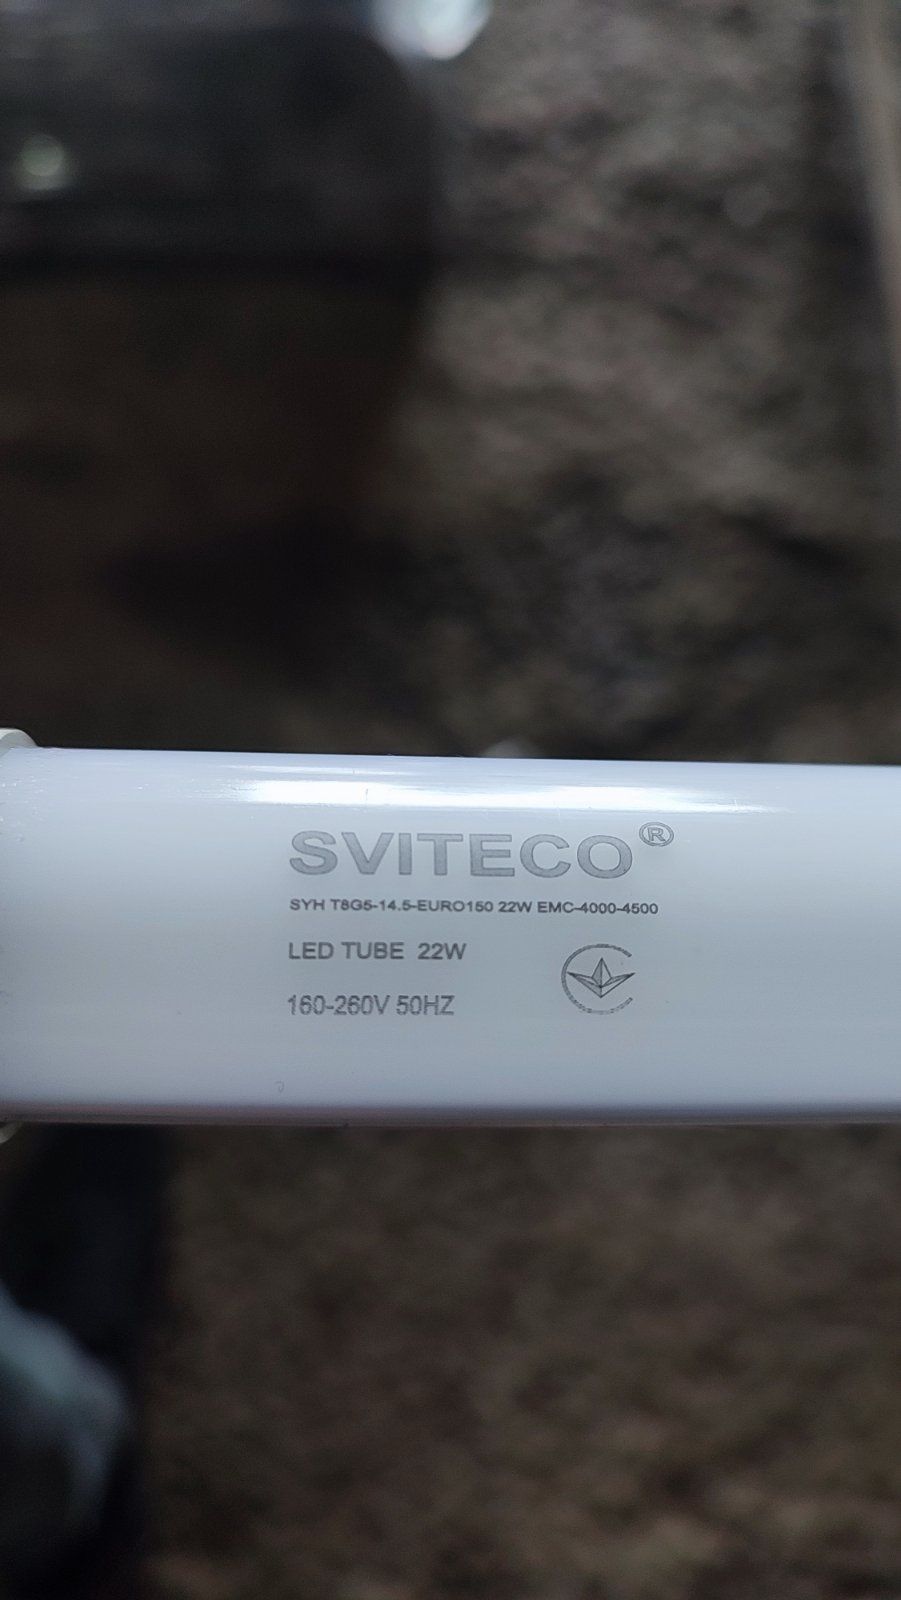 SVITECO®
SYH T8G5-14.5-EURO150 22W EMC-4000-4500
LED TUBE 22W
160-260V 50HZ